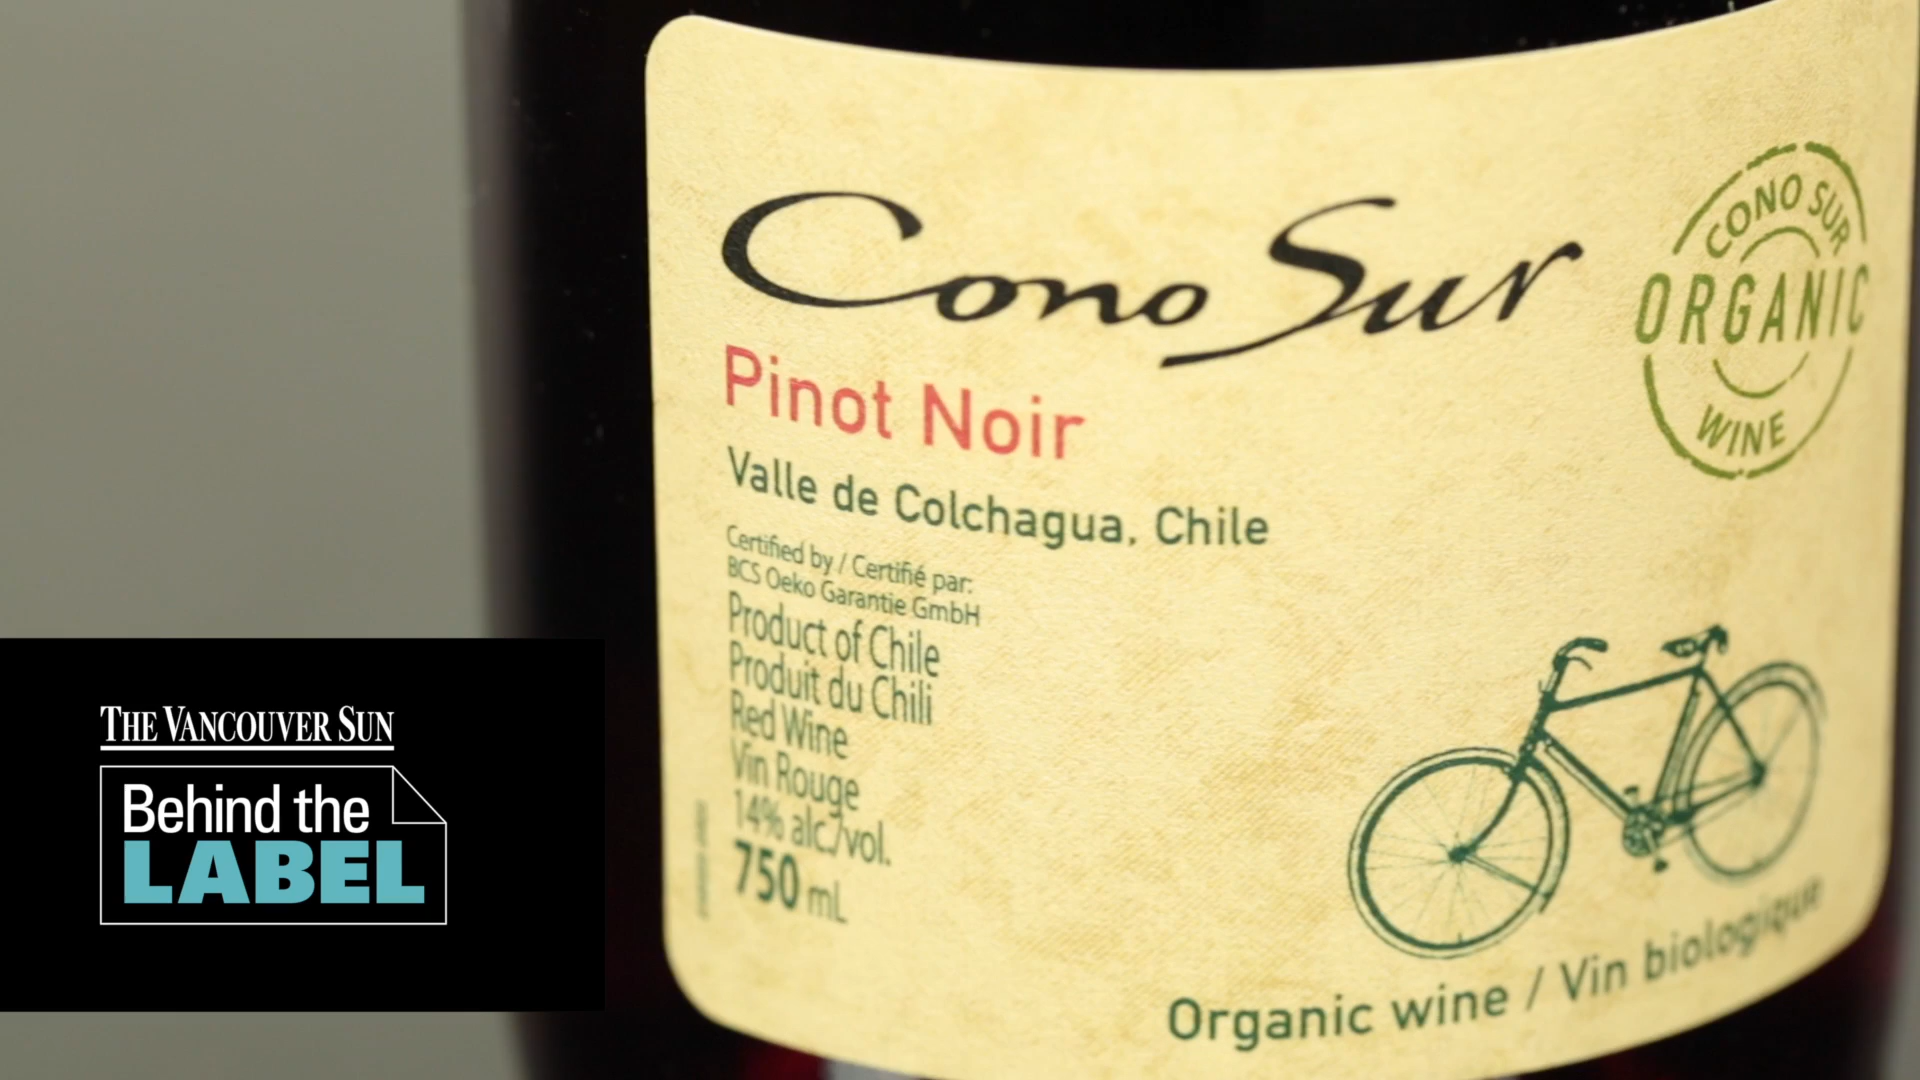 Cono Sur
CONO SUR
ORGANIC
WINE
Pinot Noir
Valle de Colchagua, Chile
Certified by / Certifié par:
BCS Oeko Garantie GmbH
Product of Chile
Produit du Chili
Red Wine
Vin Rouge
14% alc./vol.
750 mL
Organic wine / Vin biologique
THE VANCOUVER SUN
Behind the
LABEL